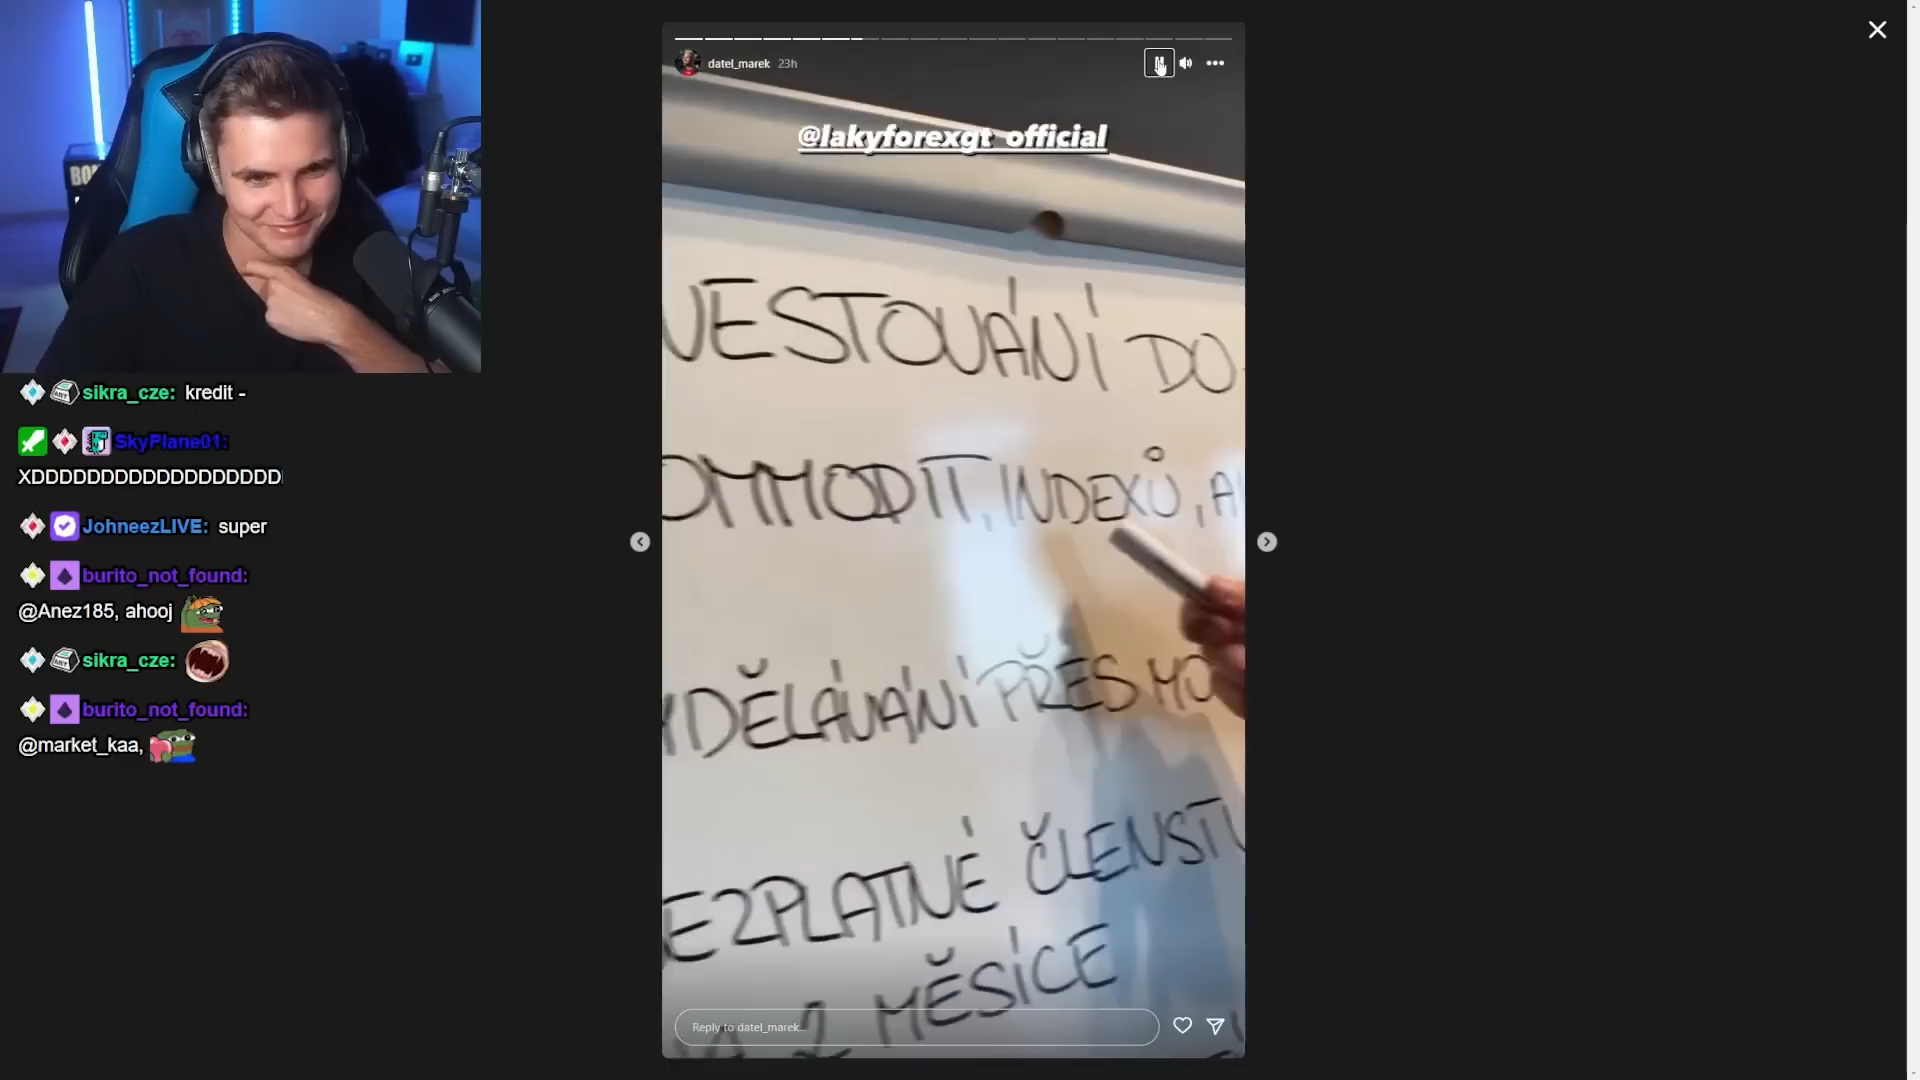 datel_marek 23h
@lakyforexgt_official
VESTOVÁNÍ DO
OMMODIT, INDEXŮ, A
YDĚLÁVÁNÍ PŘES MO
EZPLATNÉ ČLENSTV
2 MĚSÍCE
Reply to datel_marek...
sikra_cze: kredit -
SkyPlane01:
XDDDDDDDDDDDDDDDDDD
JohneezLIVE: super
burito_not_found:
@Anez185, ahooj
sikra_cze:
burito_not_found:
@market_kaa,